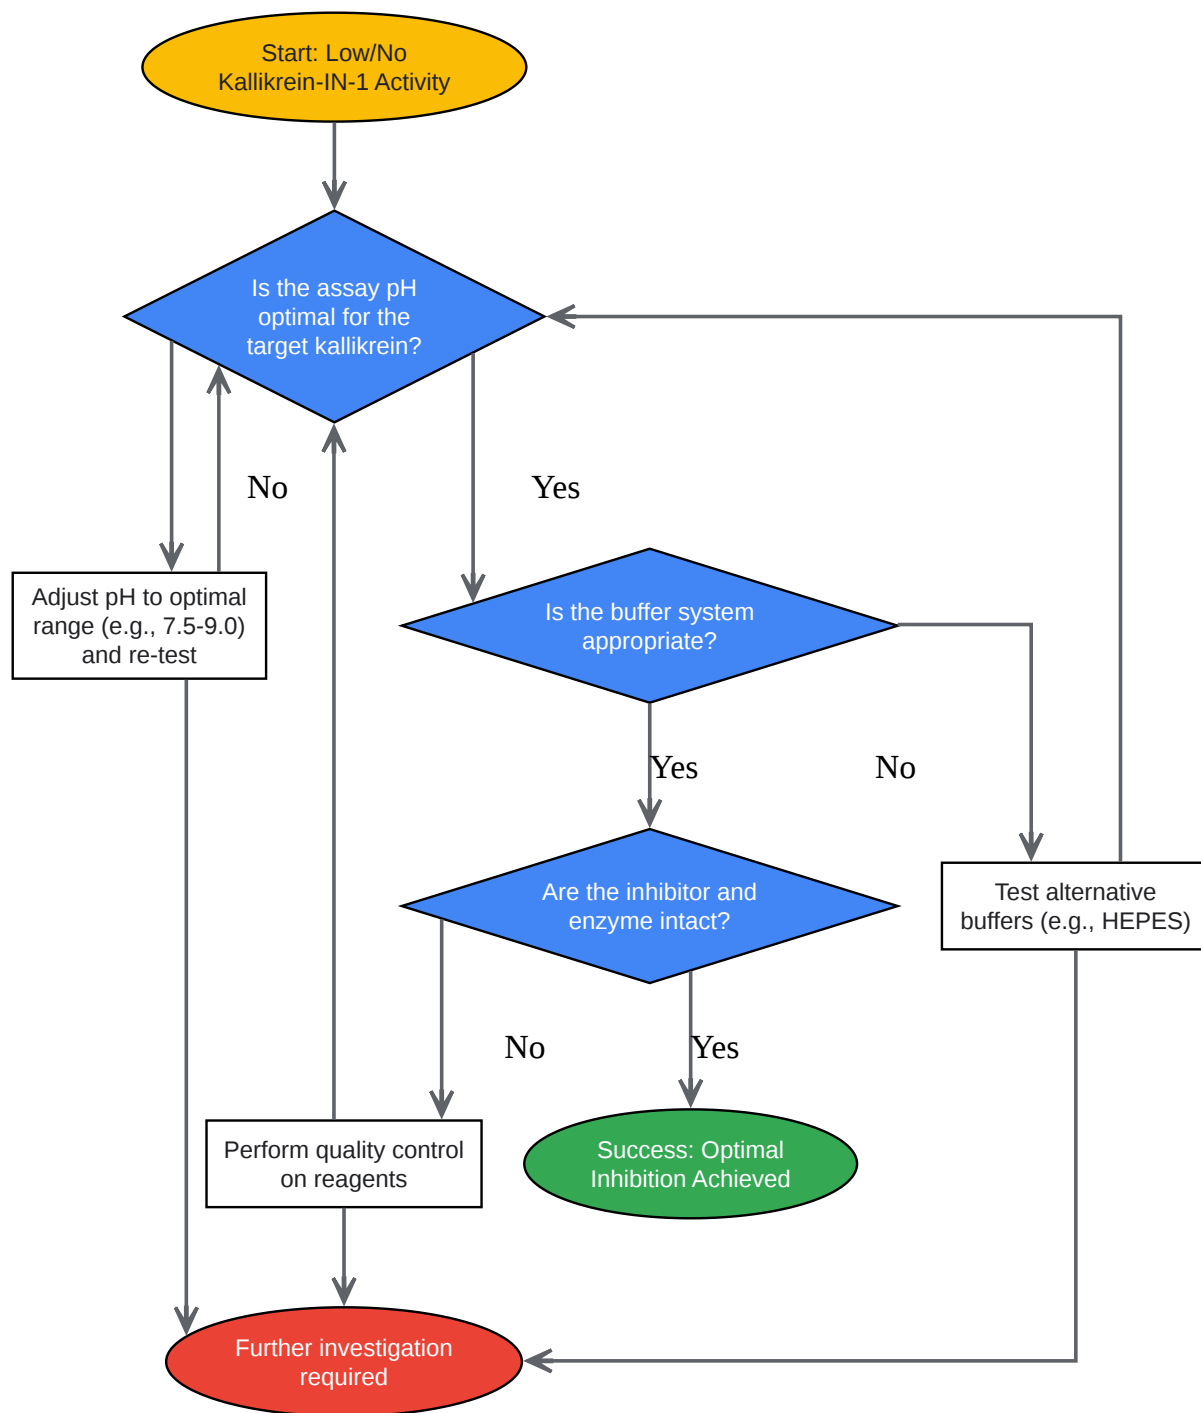 Start: Low/No
Kallikrein-IN-1 Activity
Is the assay pH
optimal for the
target kallikrein?
No
Yes
Adjust pH to optimal
range (e.g., 7.5-9.0)
and re-test
Is the buffer system
appropriate?
Yes
No
Are the inhibitor and
enzyme intact?
Test alternative
buffers (e.g., HEPES)
No
Yes
Perform quality control
on reagents
Success: Optimal
Inhibition Achieved
Further investigation
required